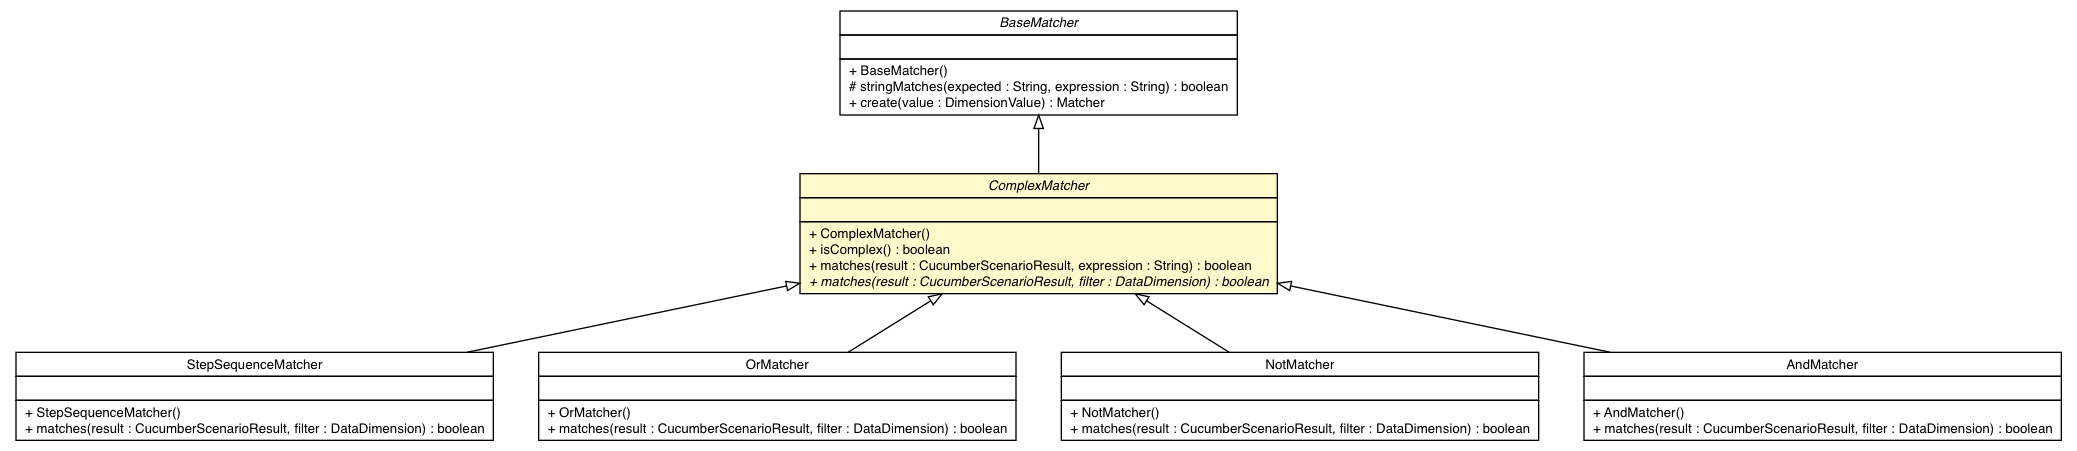 BaseMatcher
+ BaseMatcher()
# stringMatches(expected : String, expression : String) : boolean
+ create(value : DimensionValue) : Matcher
ComplexMatcher
+ ComplexMatcher()
+ isComplex() : boolean
+ matches(result : CucumberScenarioResult, expression : String) : boolean
+ matches(result : CucumberScenarioResult, filter : DataDimension) : boolean
StepSequenceMatcher
+ StepSequenceMatcher()
+ matches(result : CucumberScenarioResult, filter : DataDimension) : boolean
OrMatcher
+ OrMatcher()
+ matches(result : CucumberScenarioResult, filter : DataDimension) : boolean
NotMatcher
+ NotMatcher()
+ matches(result : CucumberScenarioResult, filter : DataDimension) : boolean
AndMatcher
+ AndMatcher()
+ matches(result : CucumberScenarioResult, filter : DataDimension) : boolean